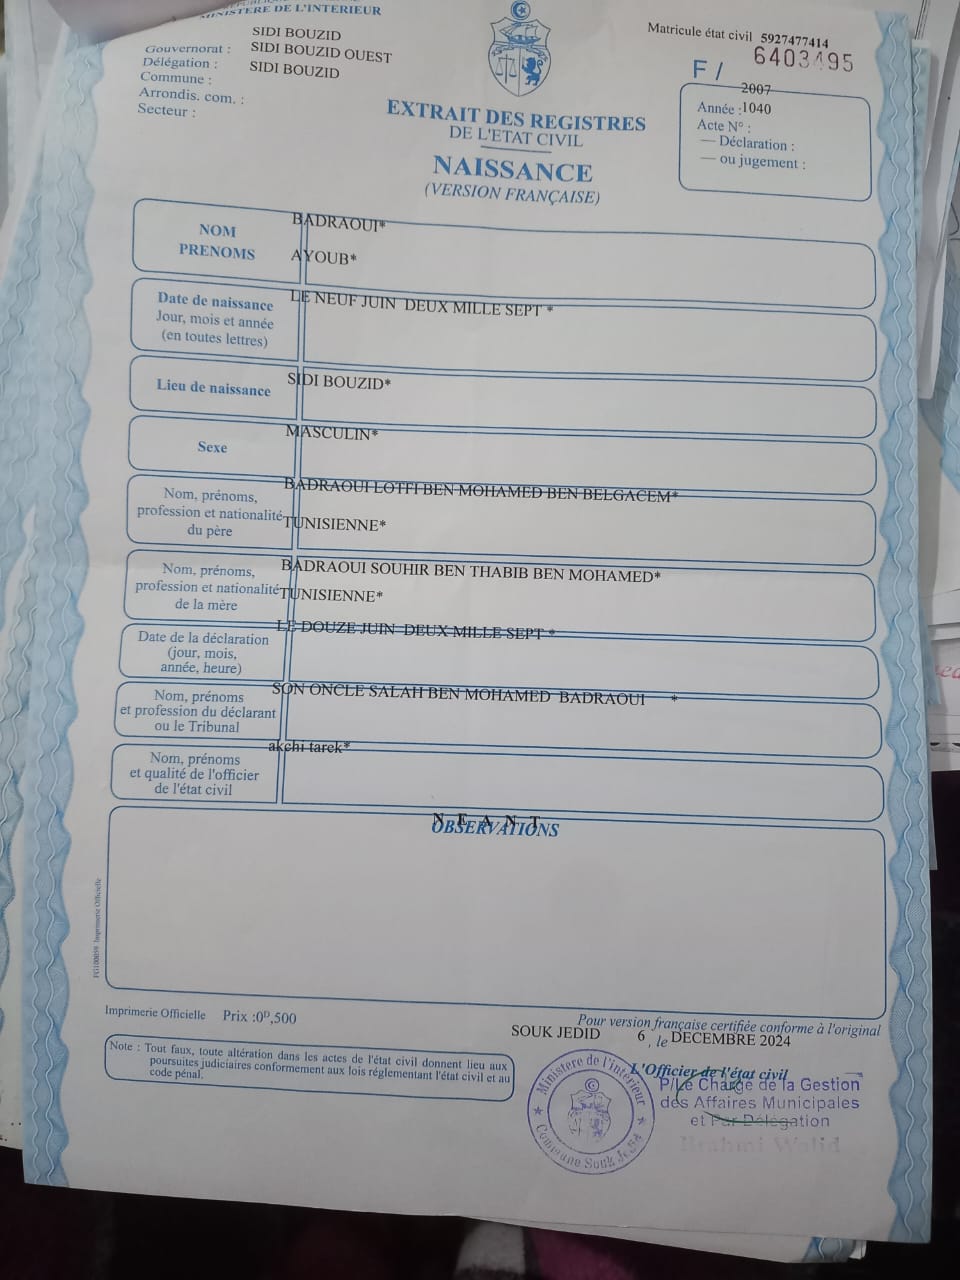 MINISTERE DE L'INTERIEUR
SIDI BOUZID
Gouvernorat : SIDI BOUZID OUEST
Délégation : SIDI BOUZID
Commune :
Arrondis. com. :
Secteur :
Matricule état civil 5927477414
6403495
F /
2007
Année :1040
Acte N° :
— Déclaration :
— ou jugement :
EXTRAIT DES REGISTRES
DE L'ETAT CIVIL
NAISSANCE
(VERSION FRANÇAISE)
NOM BADRAOUI*
PRENOMS AYOUB*
Date de naissance LE NEUF JUIN DEUX MILLE SEPT *
Jour, mois et année
(en toutes lettres)
Lieu de naissance SIDI BOUZID*
Sexe MASCULIN*
Nom, prénoms, BADRAOUI LOTFI BEN MOHAMED BEN BELGACEM*
profession et nationalité TUNISIENNE*
du père
Nom, prénoms, BADRAOUI SOUHIR BEN THABIB BEN MOHAMED*
profession et nationalité TUNISIENNE*
de la mère
Date de la déclaration LE DOUZE JUIN DEUX MILLE SEPT *
(jour, mois,
année, heure)
Nom, prénoms SON ONCLE SALAH BEN MOHAMED BADRAOUI *
et profession du déclarant
ou le Tribunal
Nom, prénoms akchi tarek*
et qualité de l'officier
de l'état civil
N E A N T
OBSERVATIONS
Imprimerie Officielle
Imprimerie Officielle Prix :0ᴰ,500
Note : Tout faux, toute altération dans les actes de l'état civil donnent lieu aux
poursuites judiciaires conformement aux lois réglementant l'état civil et au
code pénal.
Pour version française certifiée conforme à l'original
SOUK JEDID 6 , le DECEMBRE 2024
L'Officier de l'état civil
P/Le Chargé de la Gestion
des Affaires Municipales
et Par Délégation
Brahmi Walid
Ministère de l'Intérieur
Commune Souk Jedid